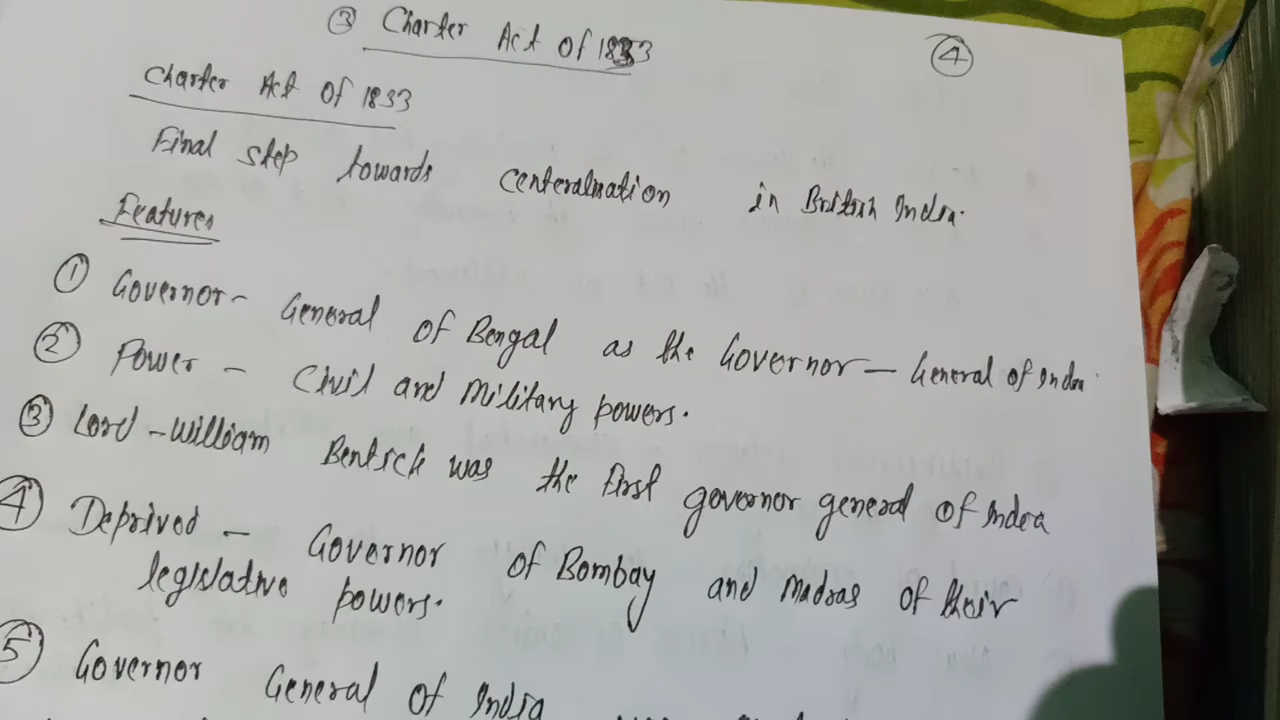 ③ Charter Act of 1833
④
Charter Act of 1833
Final step towards centeralnation in British India.
Features
① Governor- General of Bengal as the Governor - General of India.
② Power - Civil and military powers.
③ Lord - William Bentick was the first governor general of India
④ Deprived - Governor of Bombay and Madras of their
legislative powers.
⑤ Governor General of India